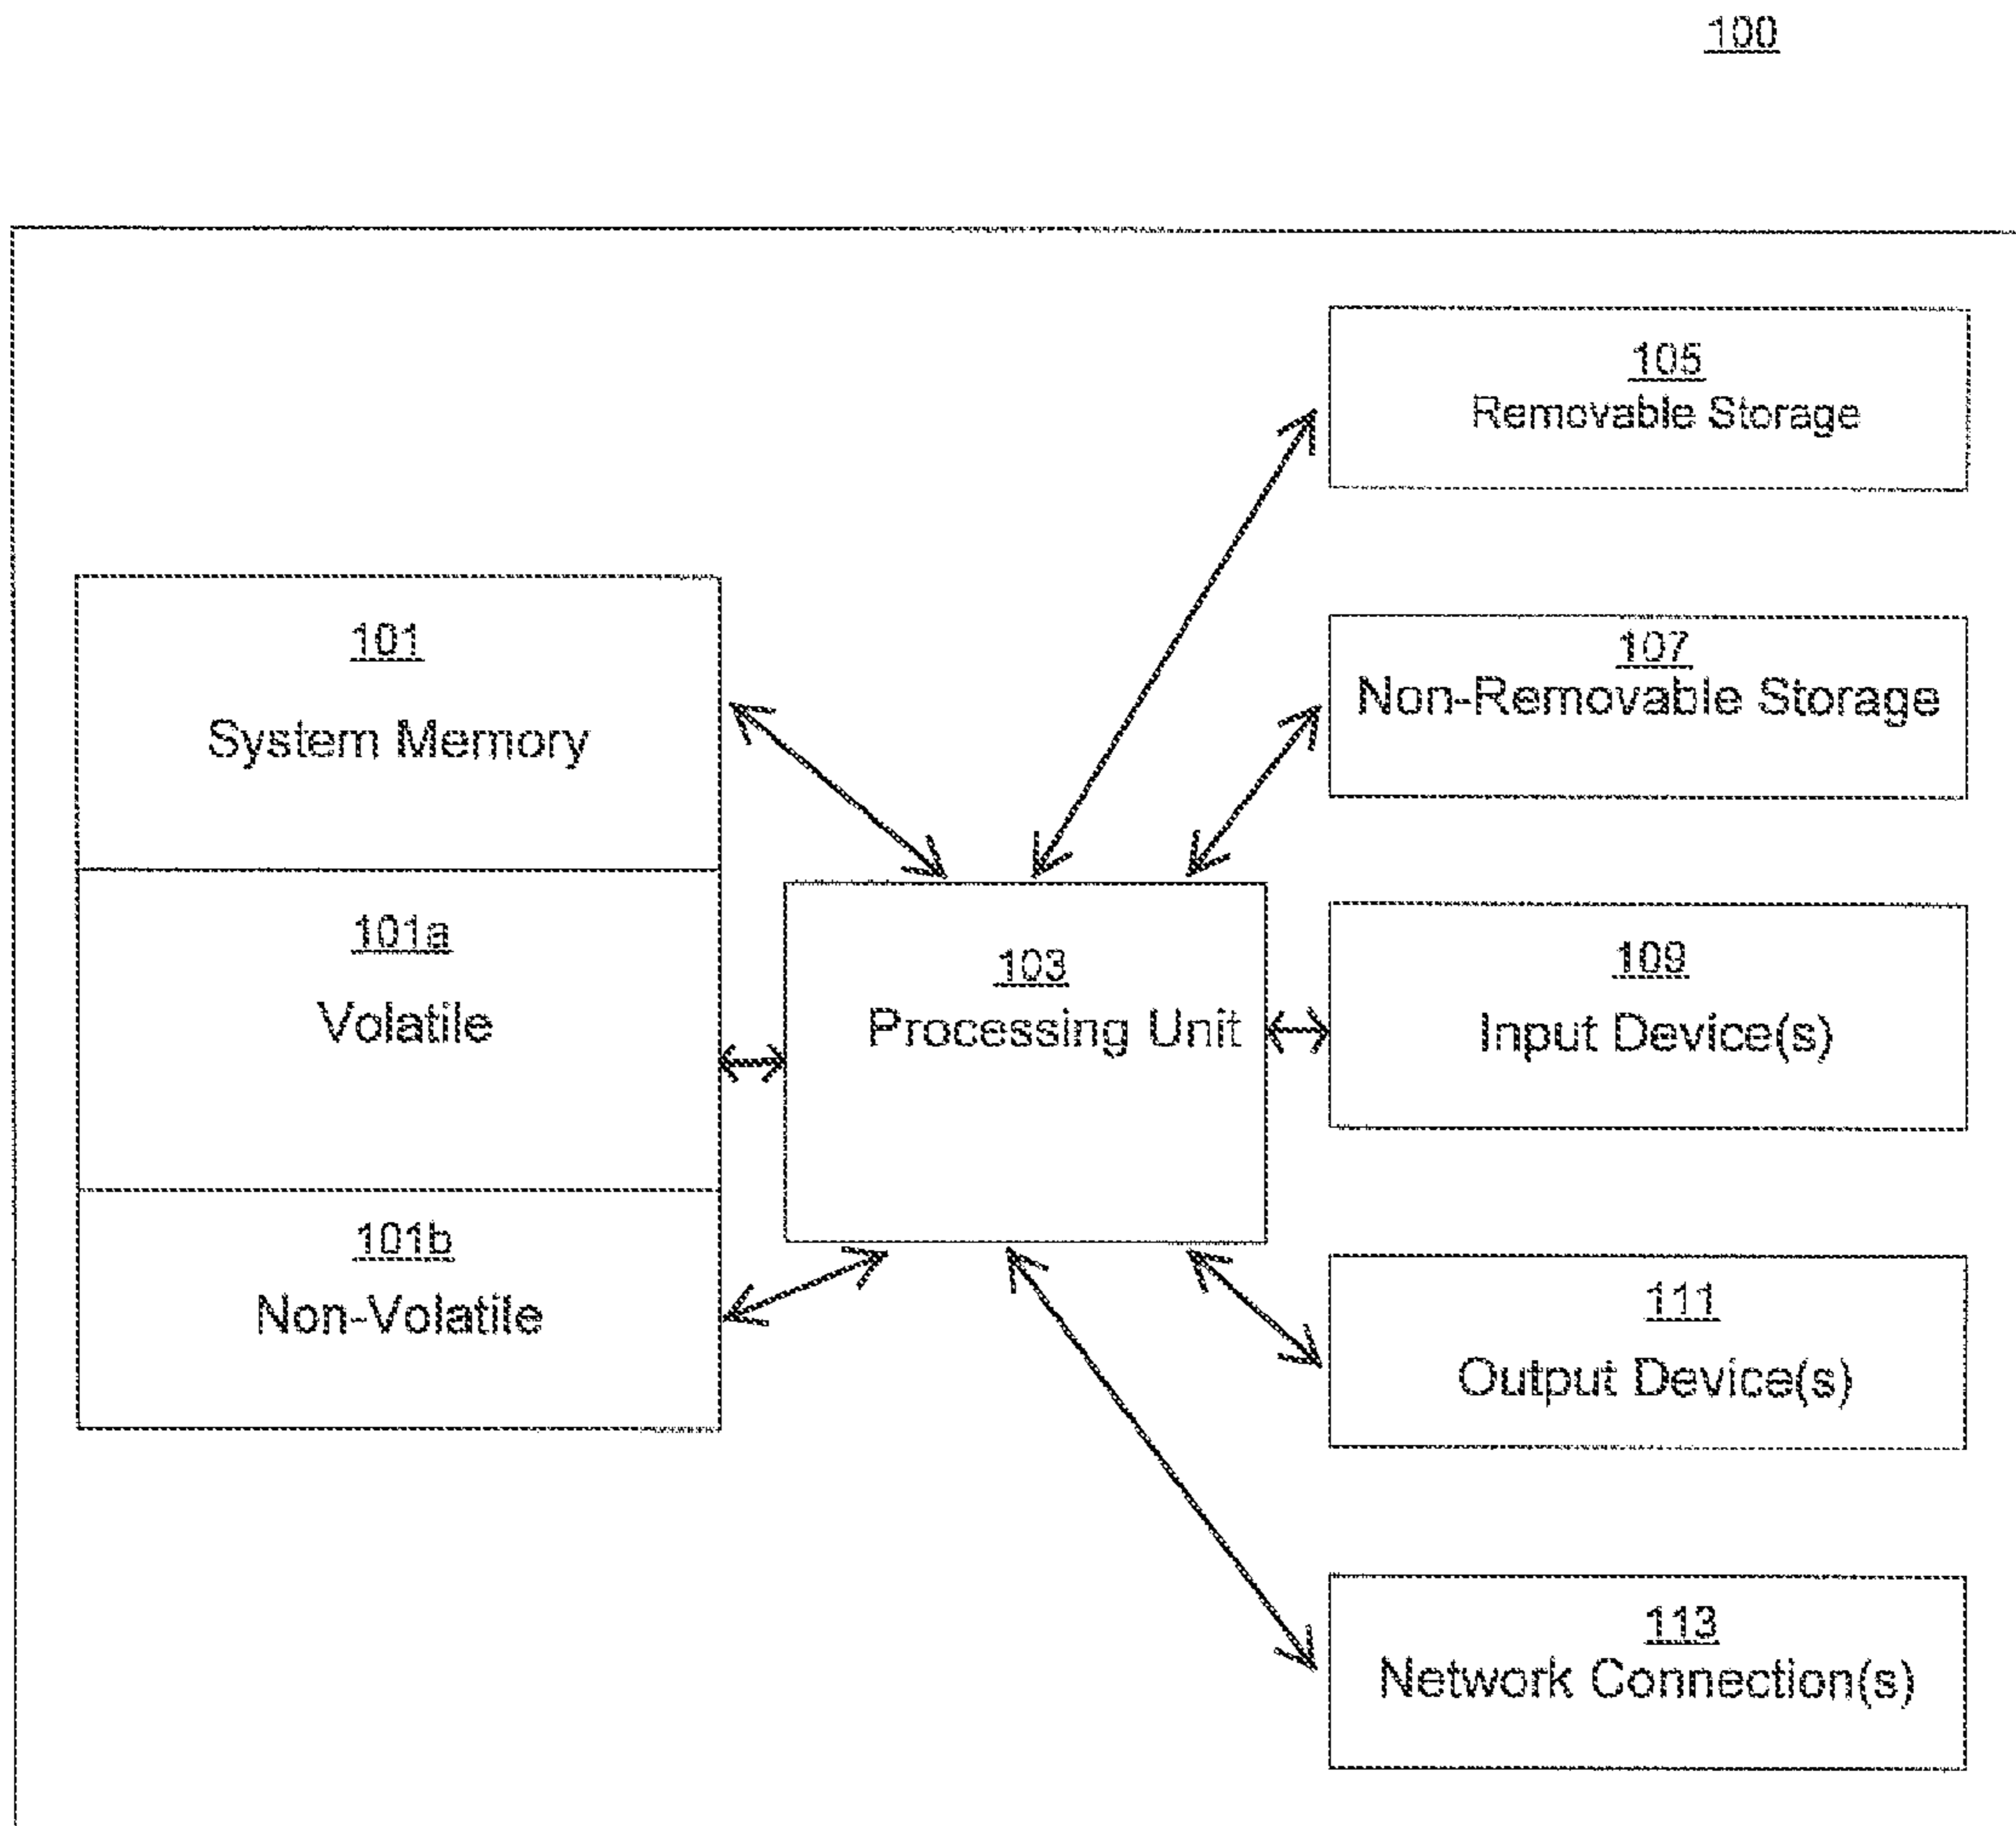 100
105
Removable Storage
101
System Memory
107
Non-Removable Storage
101a
Volatile
103
Processing Unit
109
Input Device(s)
101b
Non-Volatile
111
Output Device(s)
113
Network Connection(s)